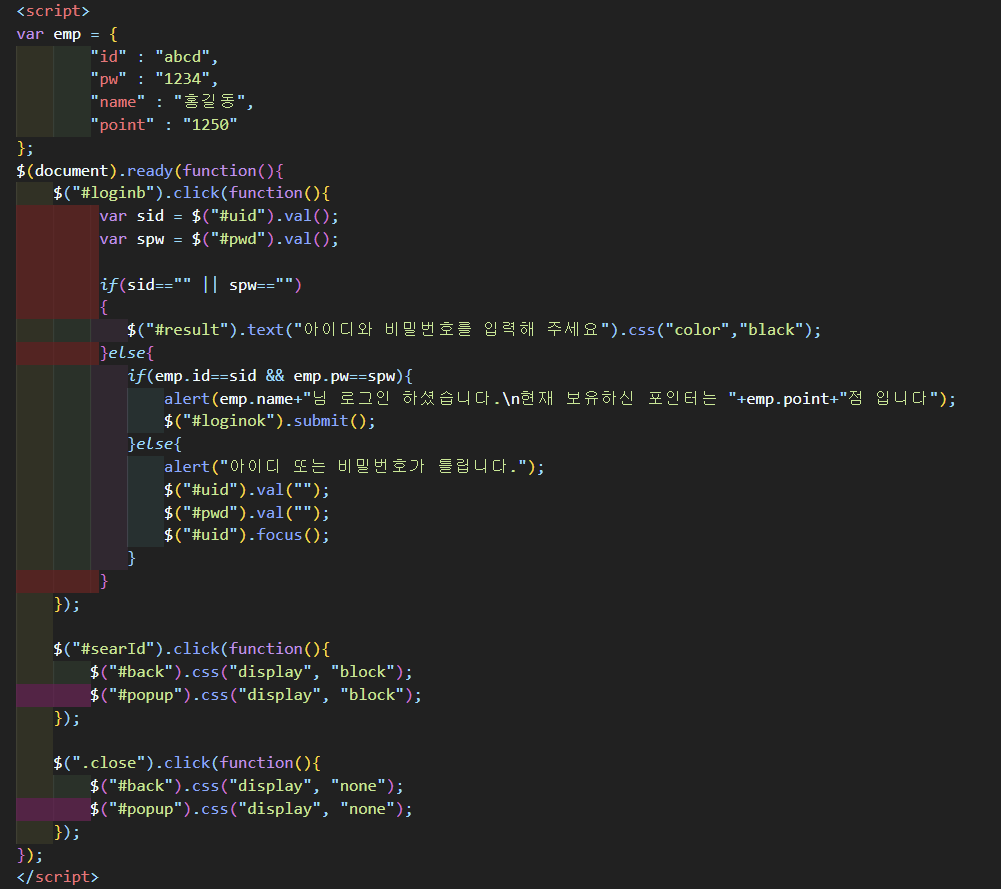 <script>
var emp = {
"id" : "abcd",
"pw" : "1234",
"name" : "홍길동",
"point" : "1250"
};
$(document).ready(function(){
$("#loginb").click(function(){
var sid = $("#uid").val();
var spw = $("#pwd").val();
if(sid=="" || spw=="")
{
$("#result").text("아이디와 비밀번호를 입력해 주세요").css("color","black");
}else{
if(emp.id==sid && emp.pw==spw){
alert(emp.name+"님 로그인 하셨습니다.\n현재 보유하신 포인터는 "+emp.point+"점 입니다");
$("#loginok").submit();
}else{
alert("아이디 또는 비밀번호가 틀립니다.");
$("#uid").val("");
$("#pwd").val("");
$("#uid").focus();
}
}
});
$("#searId").click(function(){
$("#back").css("display", "block");
$("#popup").css("display", "block");
});
$(".close").click(function(){
$("#back").css("display", "none");
$("#popup").css("display", "none");
});
});
</script>